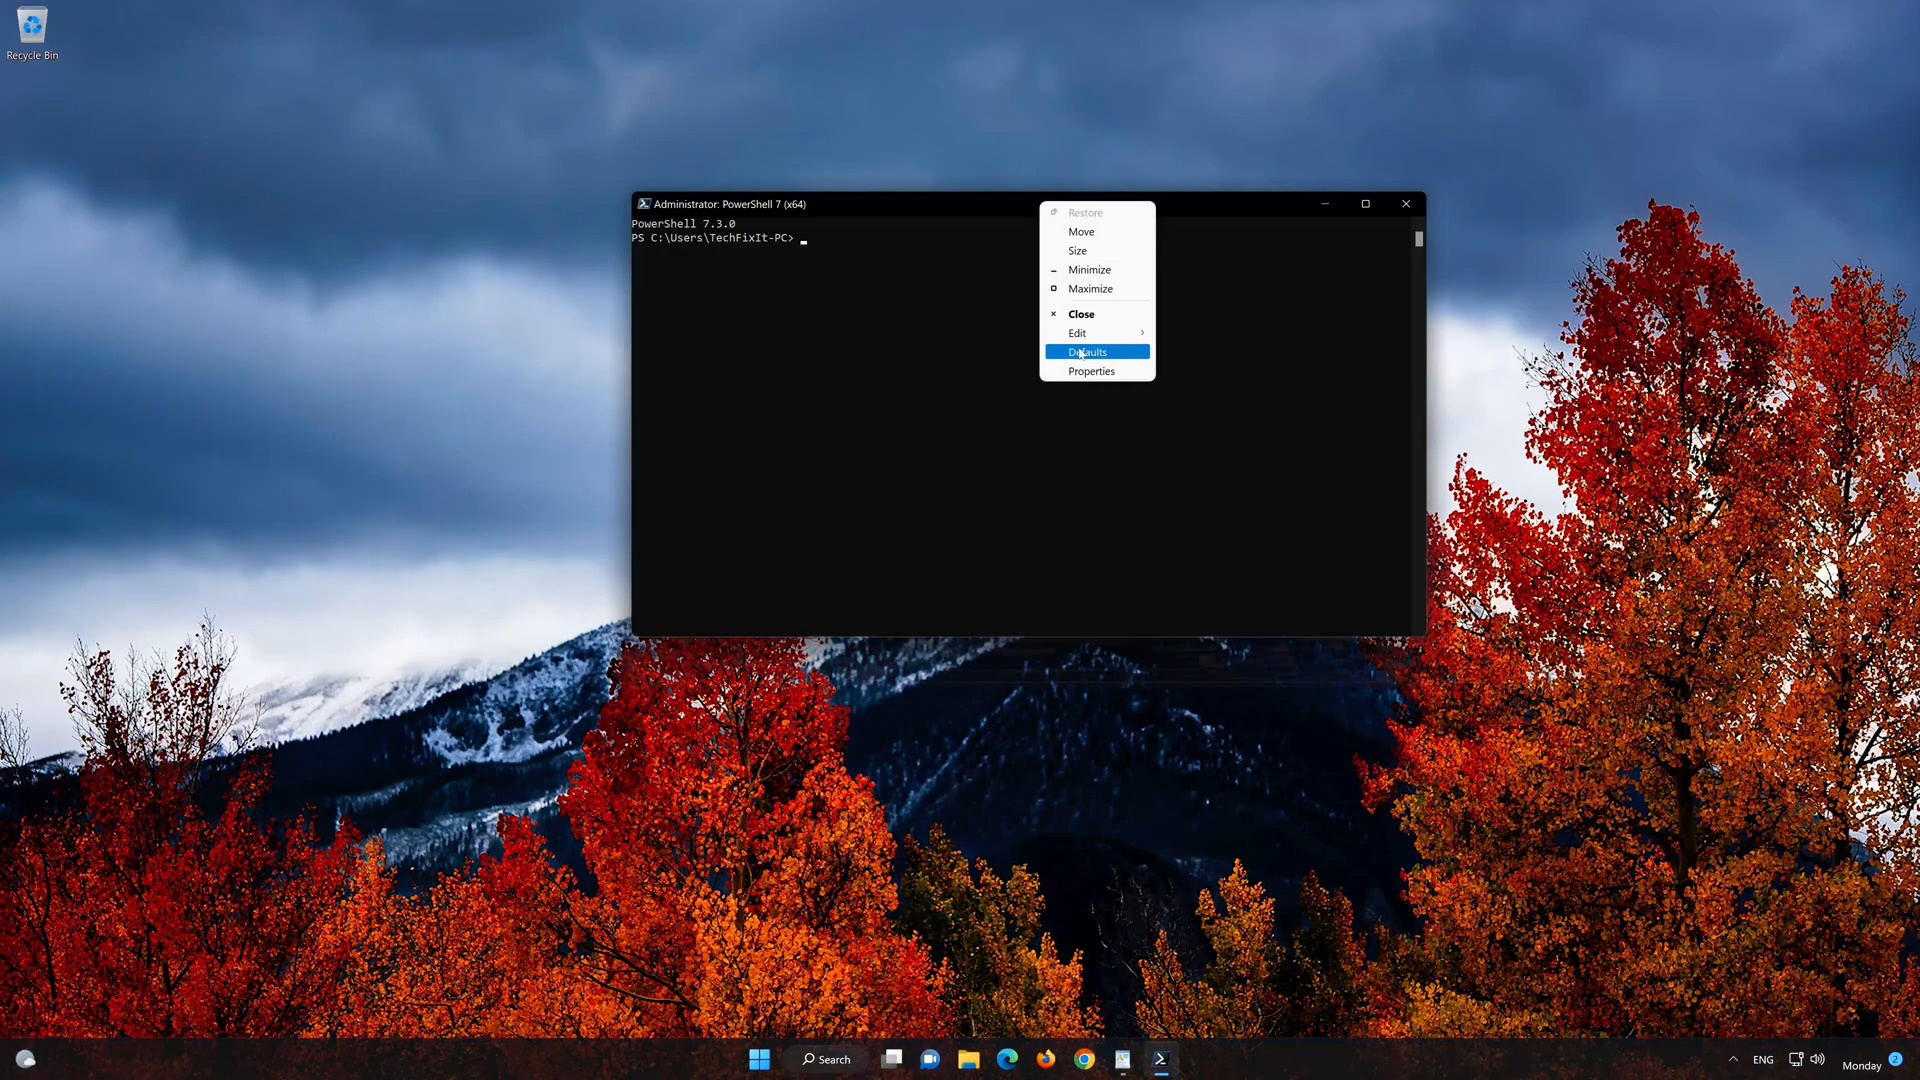 Recycle Bin
Administrator: PowerShell 7 (x64)
PowerShell 7.3.0
PS C:\Users\TechFixIt-PC>
Restore
Move
Size
Minimize
Maximize
Close
Edit
Defaults
Properties
Search
ENG
Monday
2